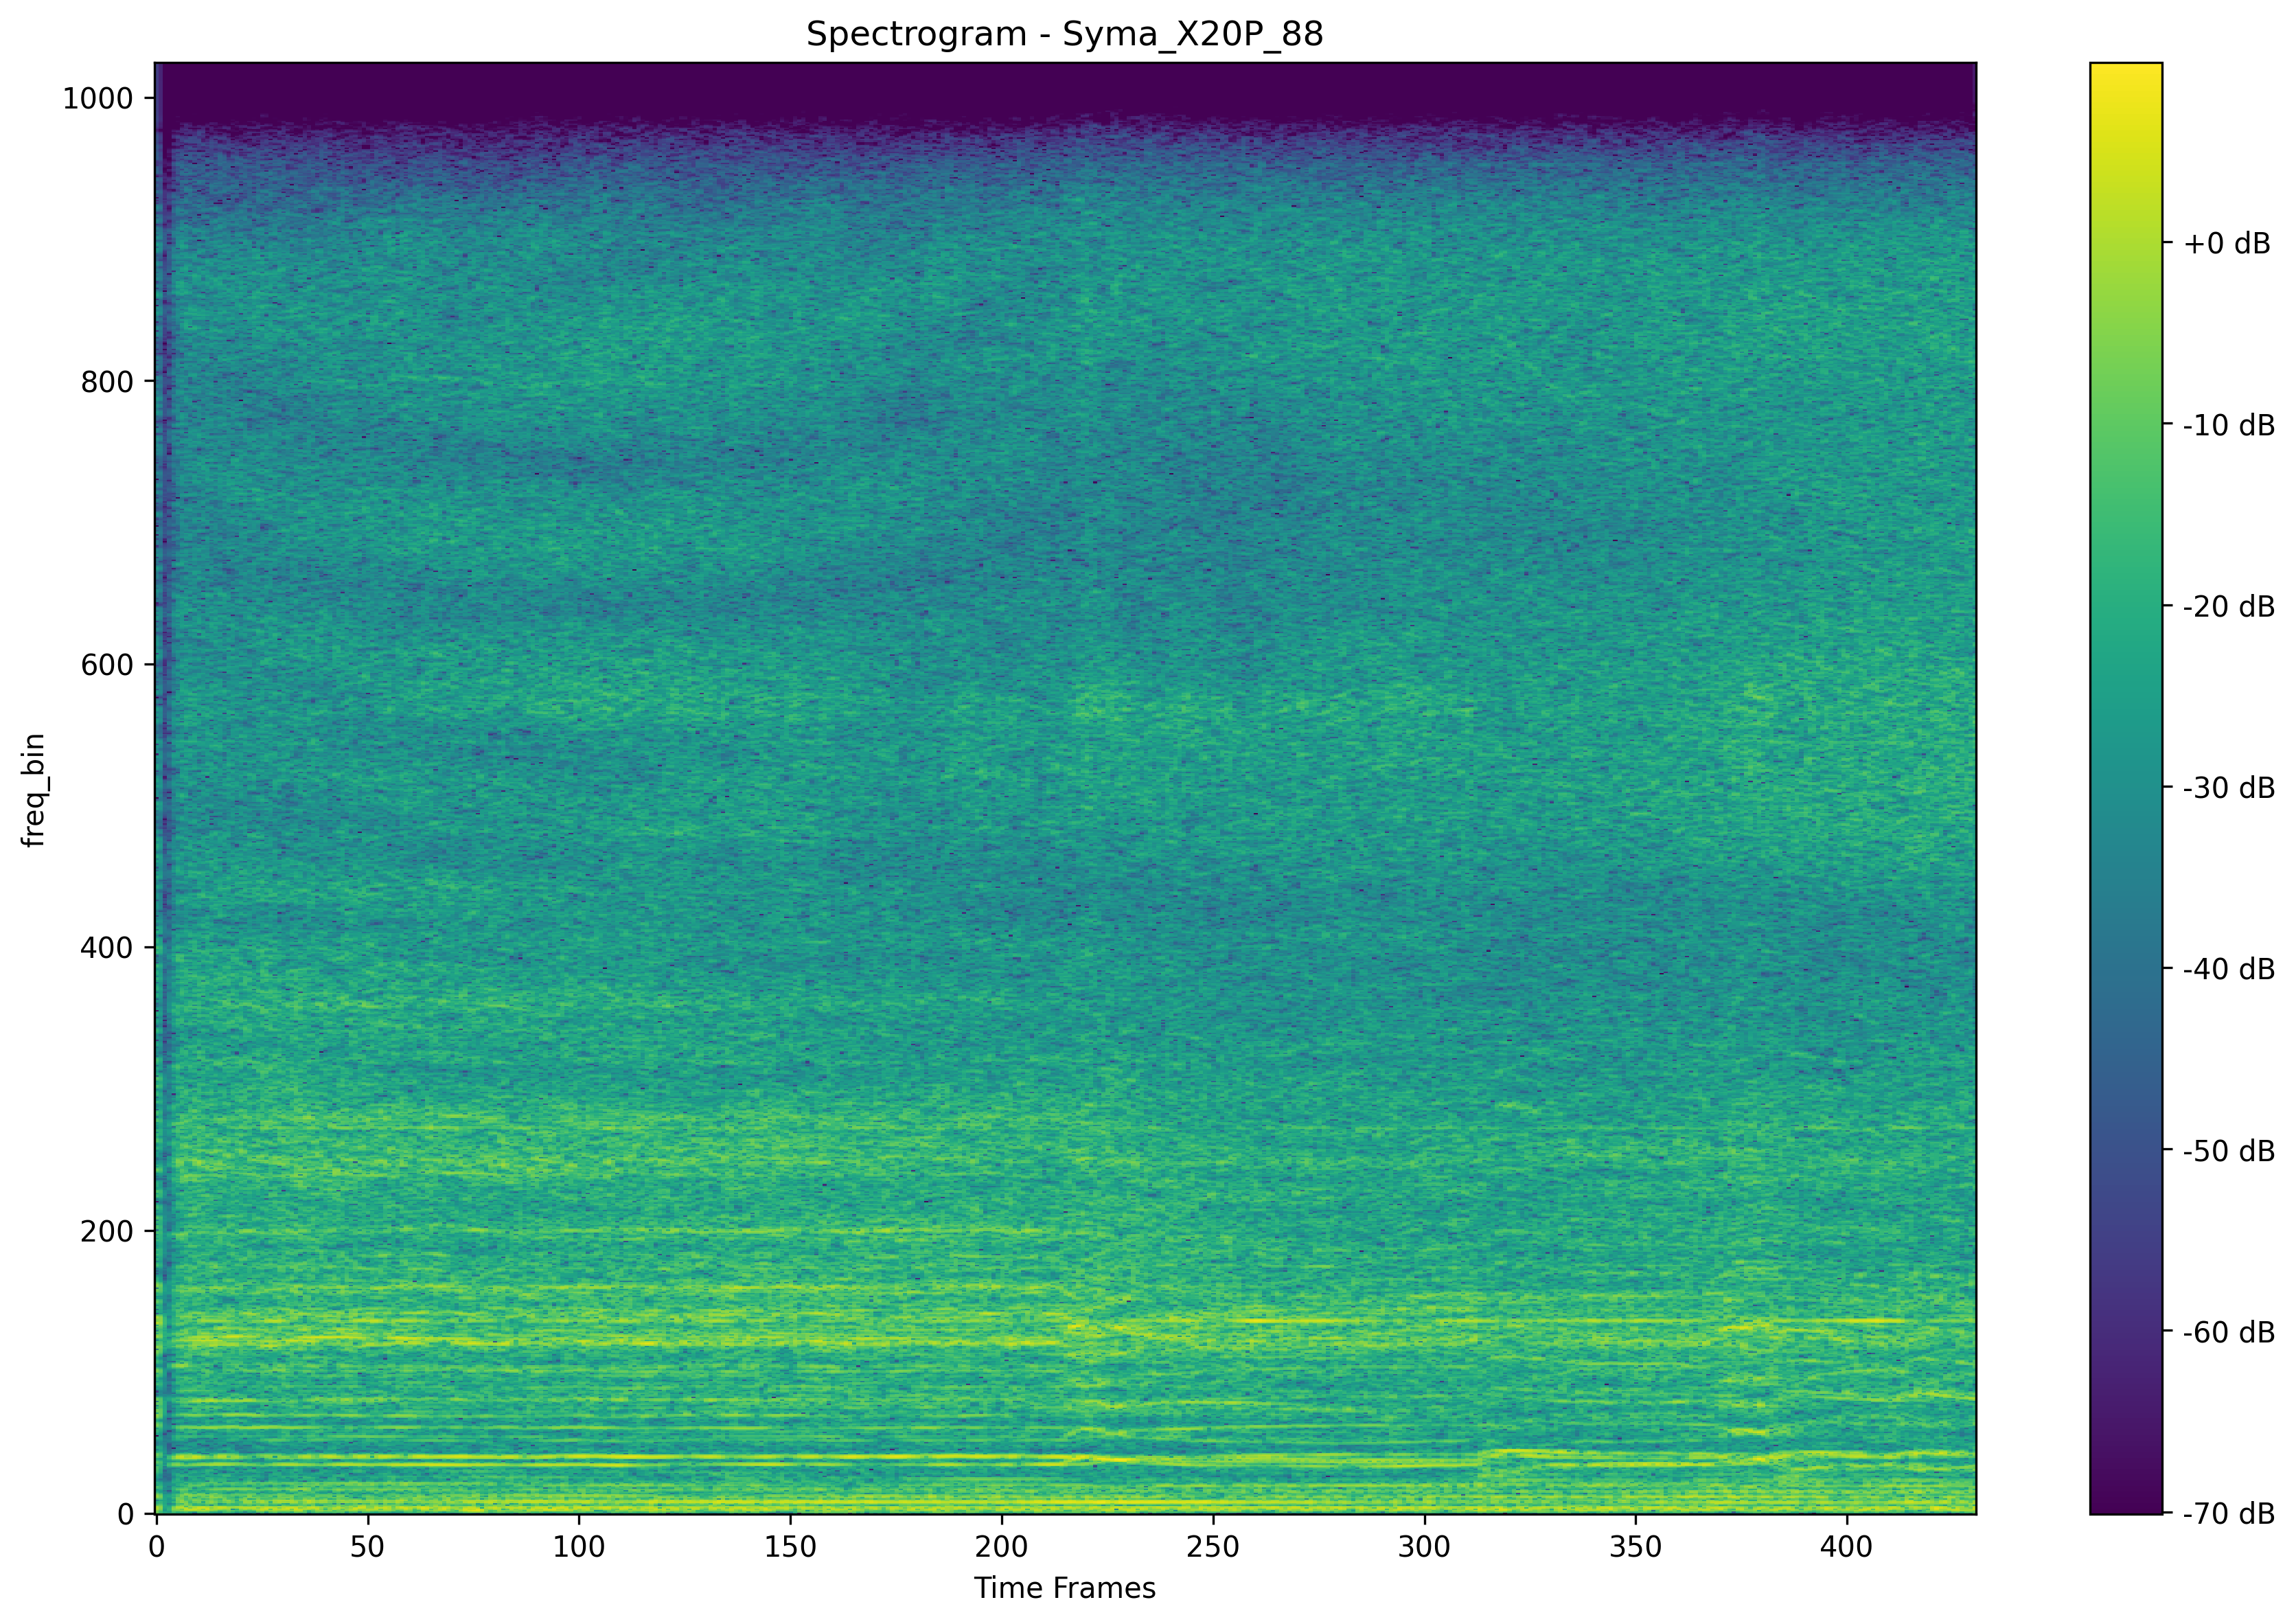 Spectrogram - Syma_X20P_88
1000
800
600
400
200
0
freq_bin
0 50 100 150 200 250 300 350 400
Time Frames
+0 dB
-10 dB
-20 dB
-30 dB
-40 dB
-50 dB
-60 dB
-70 dB